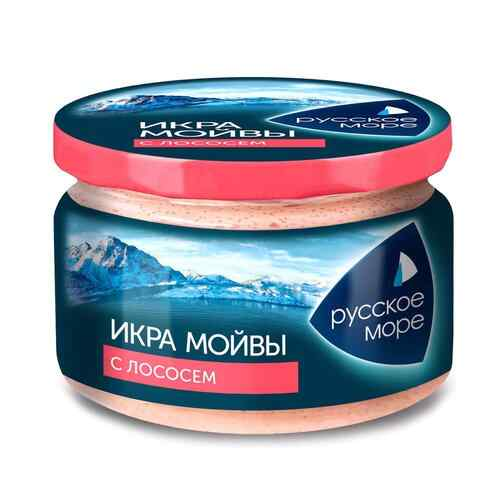 ИКРА
МОЙВЫ
С ЛОСОСЕМ
русское
море
ИКРА МОЙВЫ
С ЛОСОСЕМ
русское
море